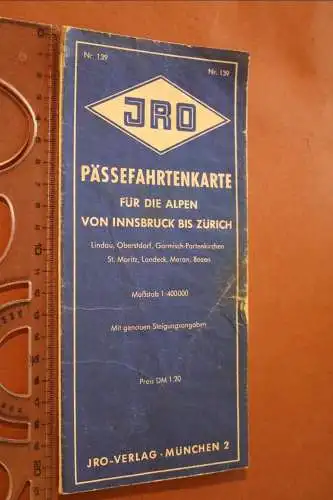 Nr. 139
Nr. 139
JRO
PÄSSEFAHRTENKARTE
FÜR DIE ALPEN
VON INNSBRUCK BIS ZÜRICH
Lindau, Oberstdorf, Garmisch-Partenkirchen
St. Moritz, Landeck, Meran, Bozen
Maßstab 1:400000
Mit genauen Steigungsangaben
Preis DM 1.20
JRO-VERLAG · MÜNCHEN 2